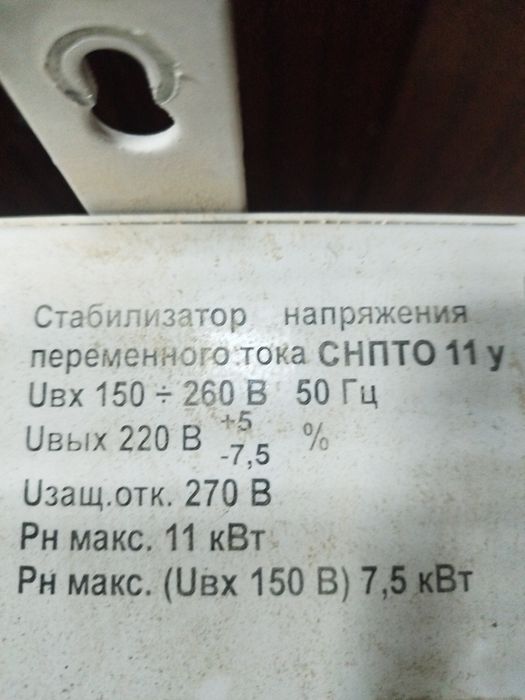 Стабилизатор напряжения
переменного тока СНПТО 11 у
Uвх 150 ÷ 260 В 50 Гц
Uвых 220 В +5 -7,5 %
Uзащ.отк. 270 В
Рн макс. 11 кВт
Рн макс. (Uвх 150 В) 7,5 кВт